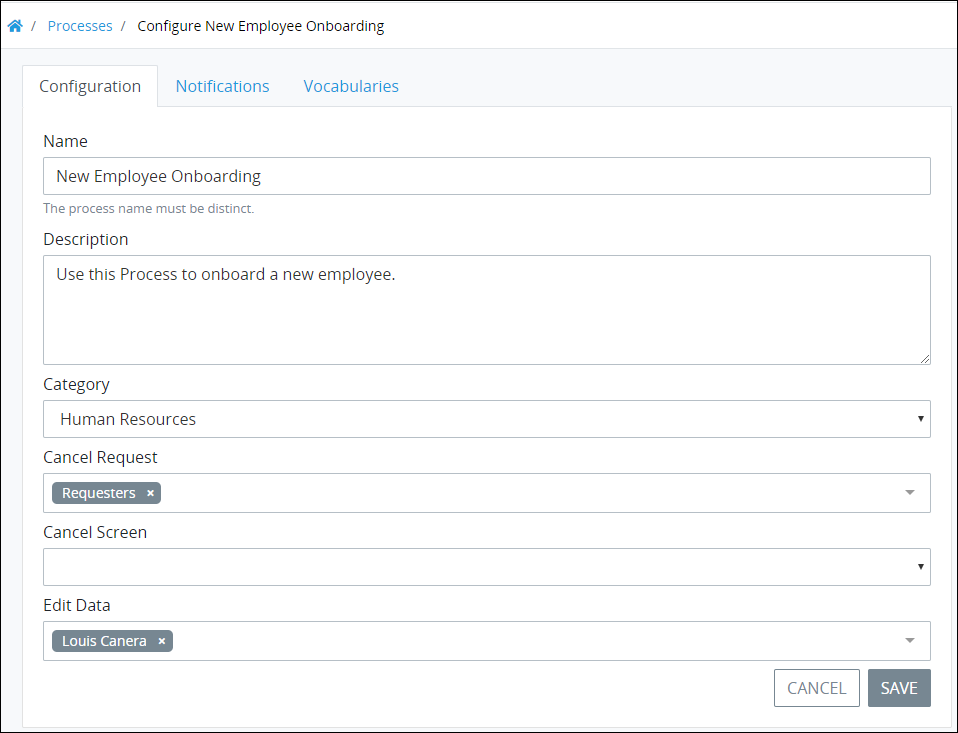 / Processes / Configure New Employee Onboarding
Configuration Notifications Vocabularies
Name
New Employee Onboarding
The process name must be distinct.
Description
Use this Process to onboard a new employee.
Category
Human Resources
Cancel Request
Requesters ×
Cancel Screen
Edit Data
Louis Canera ×
CANCEL SAVE